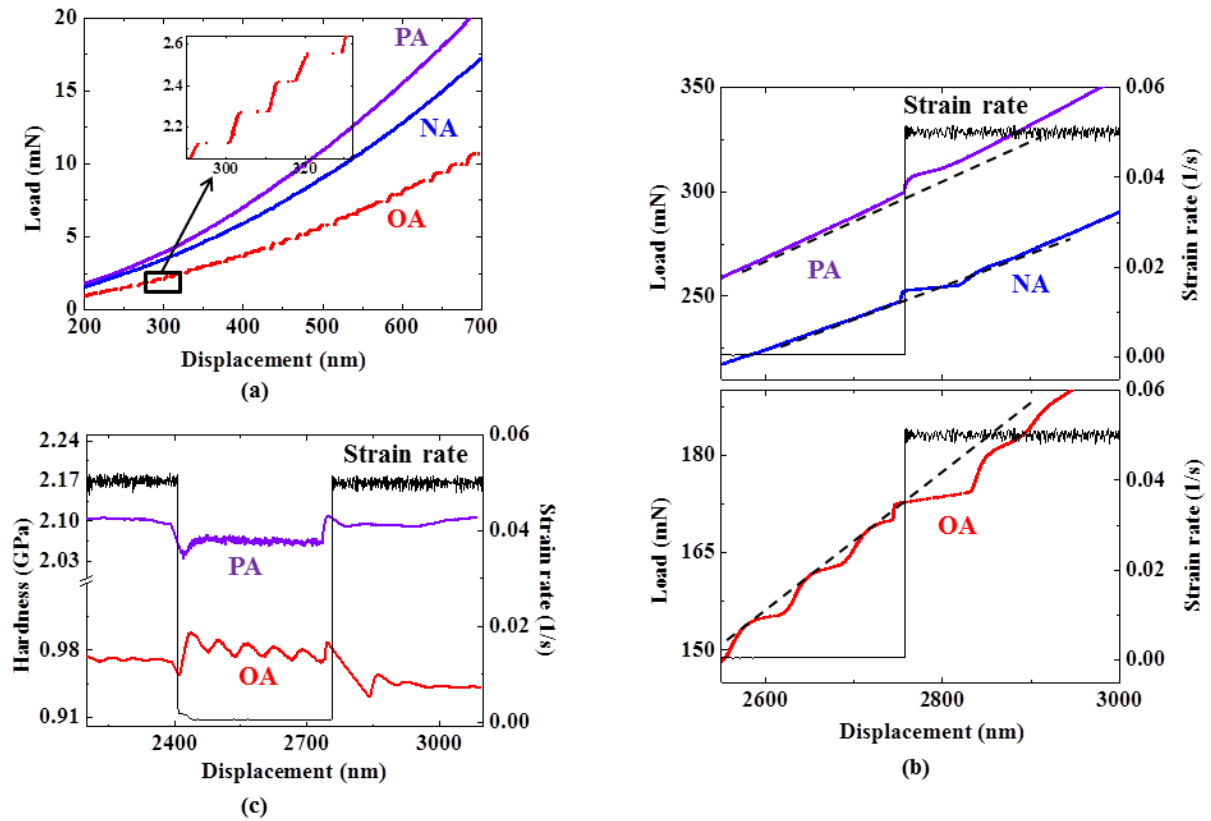 20
15
10
5
0
Load (mN)
200 300 400 500 600 700
Displacement (nm)
(a)
PA
NA
OA
2.6
2.4
2.2
300 320
350
300
250
Load (mN)
Strain rate
PA
NA
0.06
0.04
0.02
0.00
Strain rate (1/s)
180
165
150
Load (mN)
OA
0.06
0.04
0.02
0.00
Strain rate (1/s)
2600 2800 3000
Displacement (nm)
(b)
2.24
2.17
2.10
2.03
0.98
0.91
Hardness (GPa)
Strain rate
PA
OA
0.06
0.04
0.02
0.00
Strain rate (1/s)
2400 2700 3000
Displacement (nm)
(c)